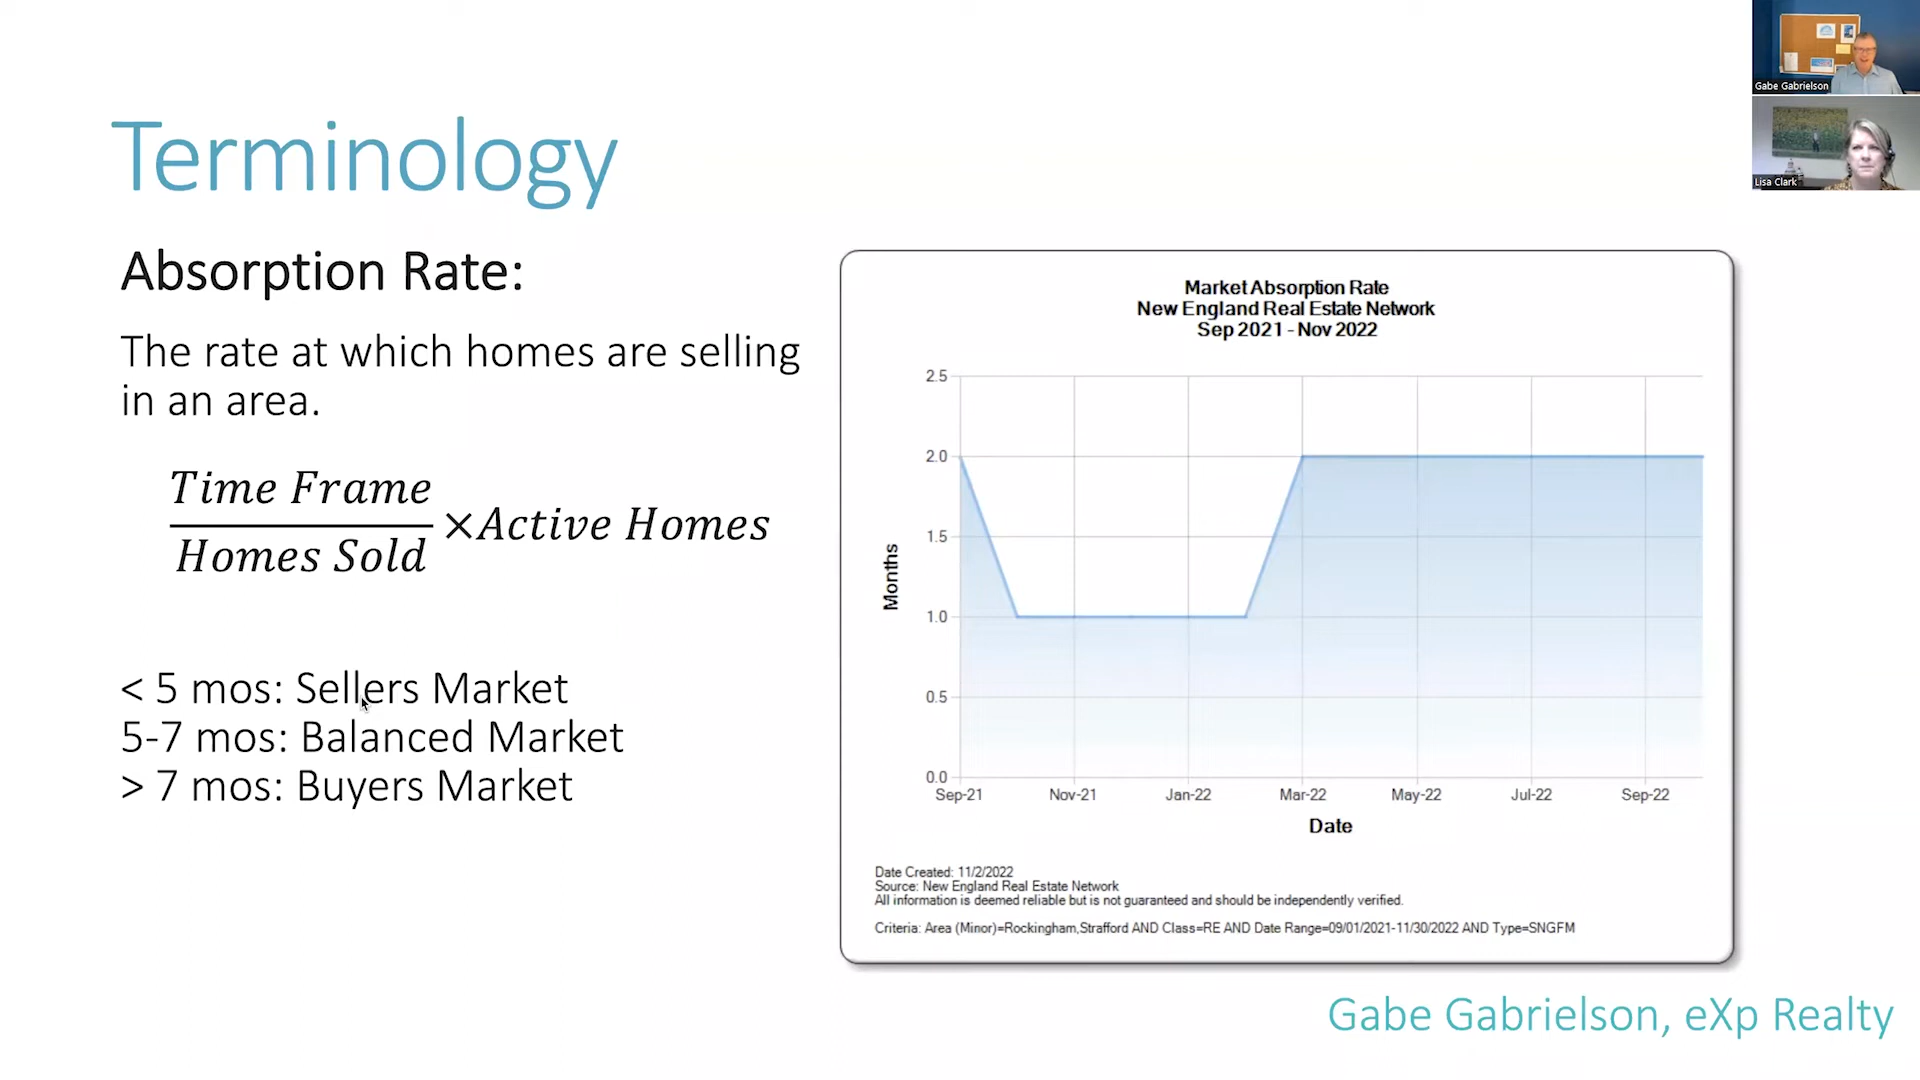 Terminology
Absorption Rate:
The rate at which homes are selling
in an area.
Time Frame
Homes Sold
×Active Homes
< 5 mos: Sellers Market
5-7 mos: Balanced Market
> 7 mos: Buyers Market
Market Absorption Rate
New England Real Estate Network
Sep 2021 - Nov 2022
2.5
2.0
1.5
1.0
0.5
0.0
Months
Sep-21 Nov-21 Jan-22 Mar-22 May-22 Jul-22 Sep-22
Date
Date Created: 11/2/2022
Source: New England Real Estate Network
All information is deemed reliable but is not guaranteed and should be independently verified.
Criteria: Area (Minor)=Rockingham,Strafford AND Class=RE AND Date Range=09/01/2021-11/30/2022 AND Type=SNGFM
Gabe Gabrielson, eXp Realty
Gabe Gabrielson
Lisa Clark